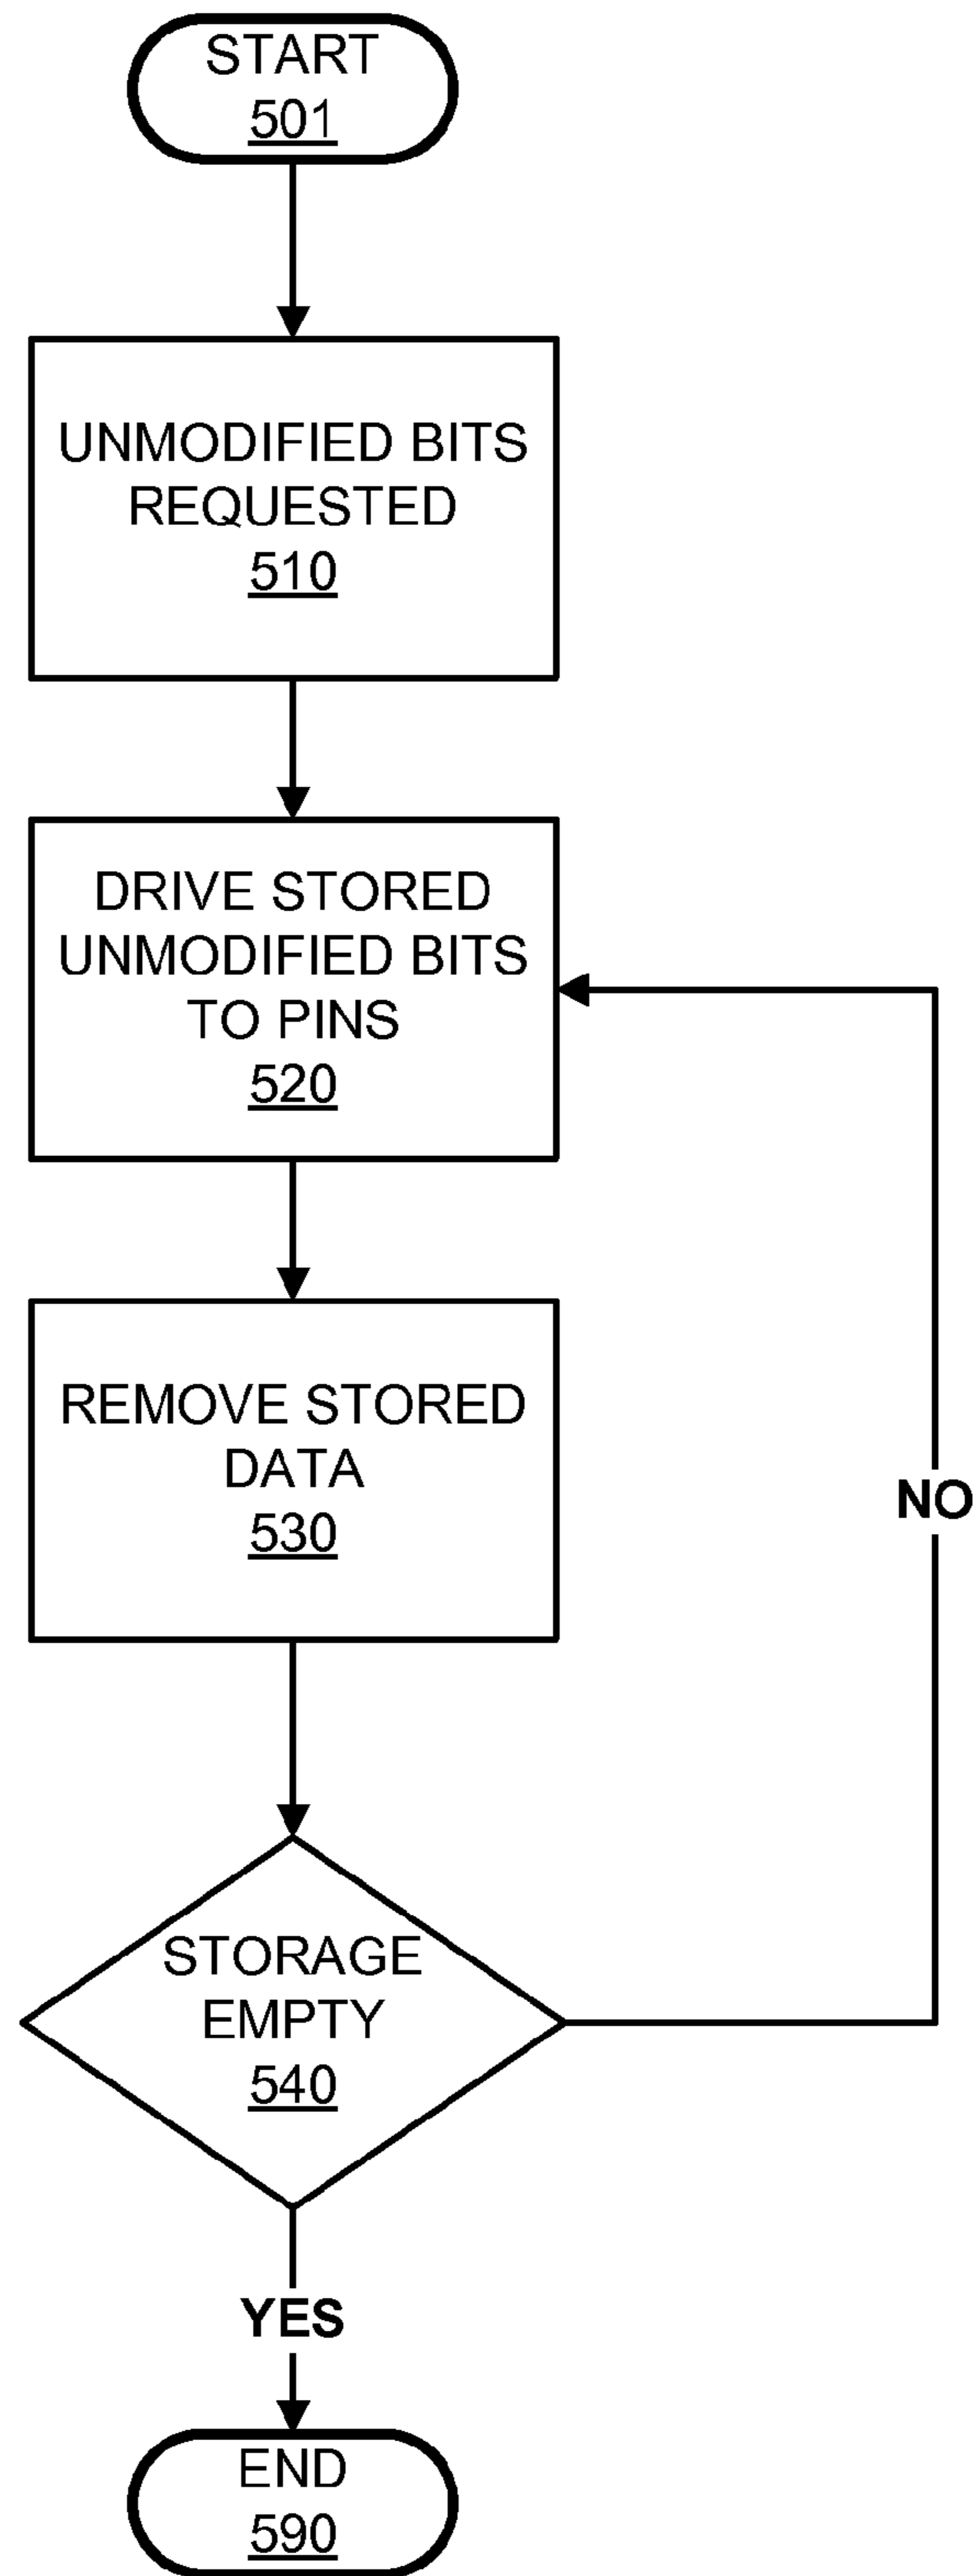 START
501
UNMODIFIED BITS
REQUESTED
510
DRIVE STORED
UNMODIFIED BITS
TO PINS
520
REMOVE STORED
DATA
530
NO
STORAGE
EMPTY
540
YES
END
590